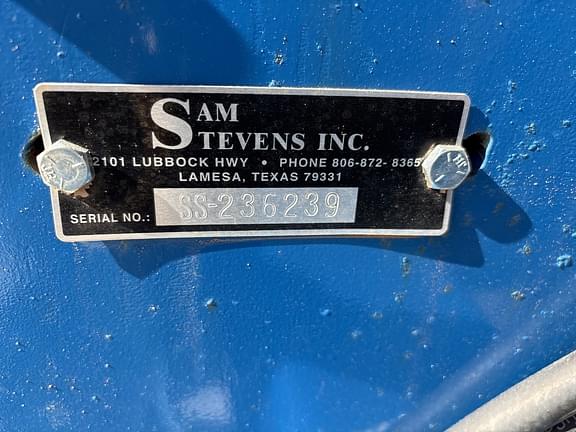 SAM
STEVENS INC.
2101 LUBBOCK HWY • PHONE 806-872-8365
LAMESA, TEXAS 79331
SERIAL NO.: SS-236239